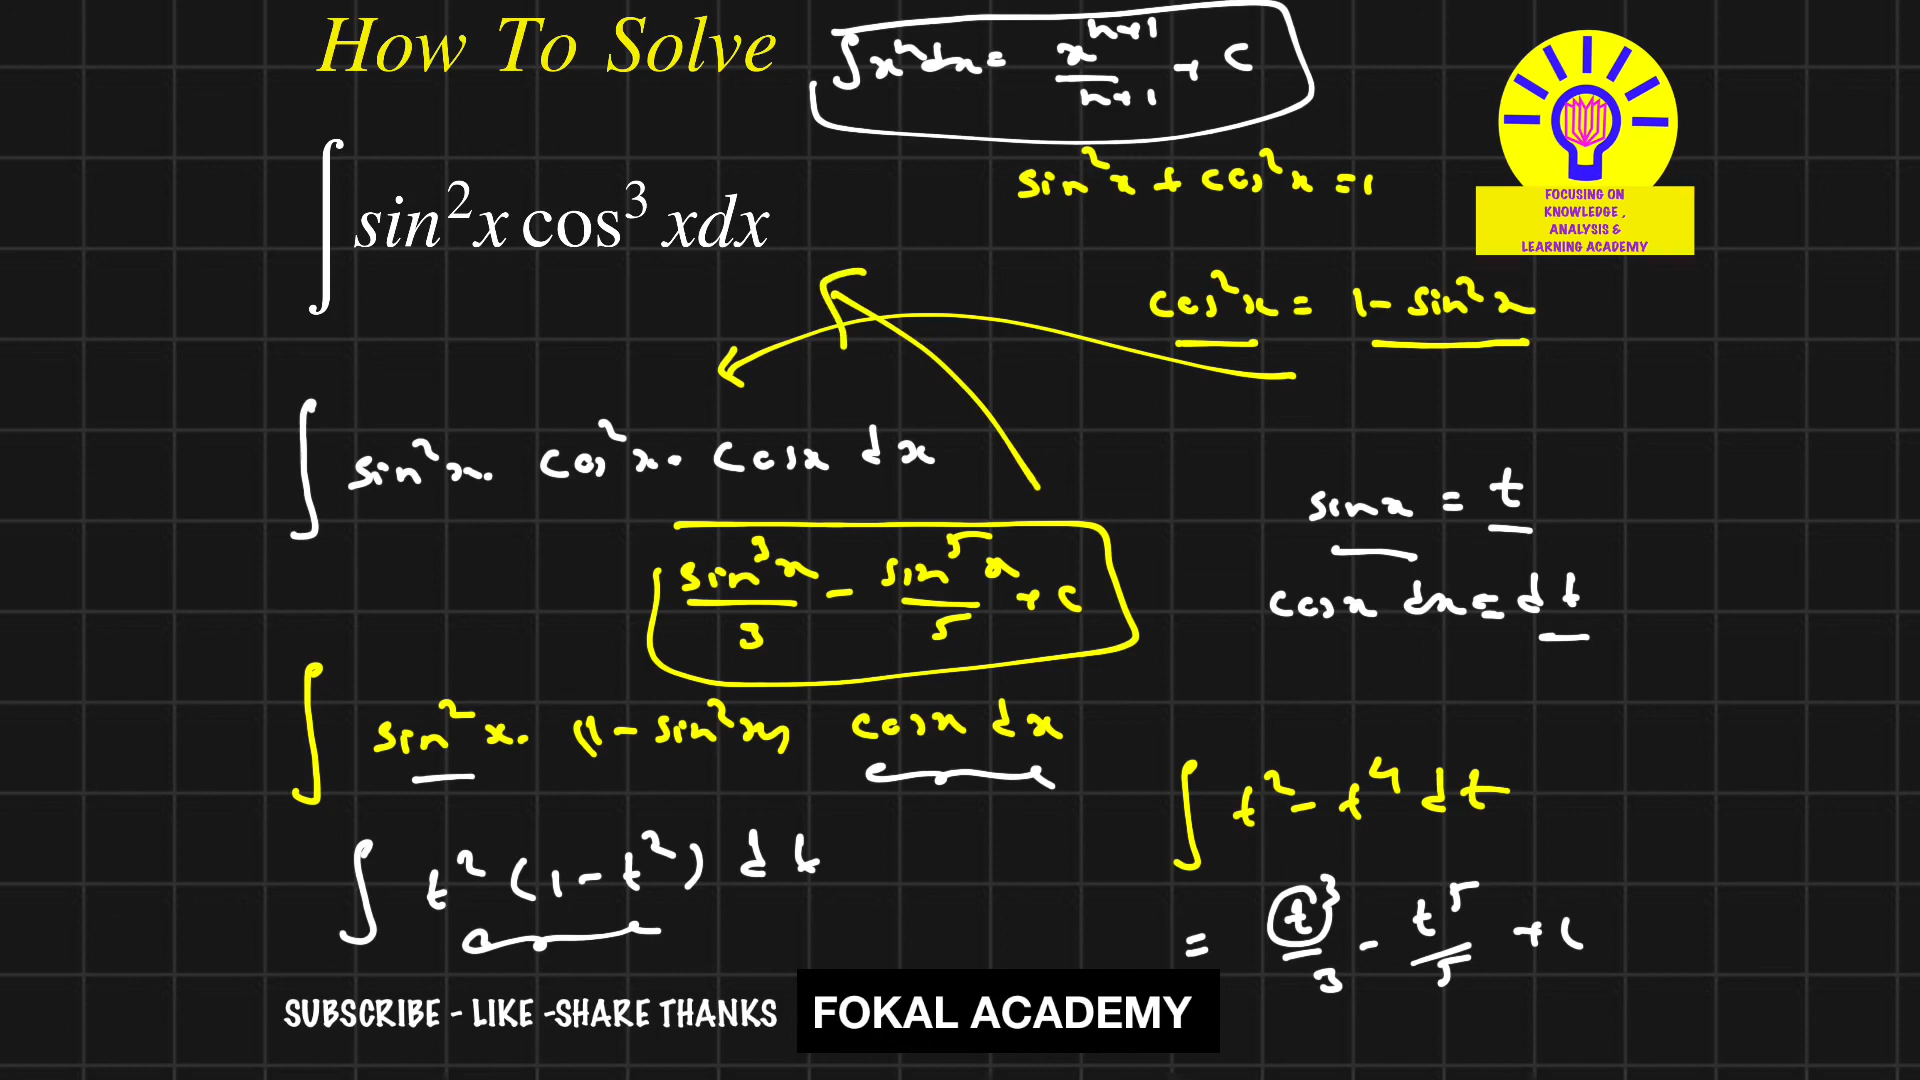 How To Solve
∫xⁿdx = xⁿ⁺¹/n+1 + C
∫ sin²x cos³ xdx
sin²x + cos²x = 1
FOCUSING ON
KNOWLEDGE ,
ANALYSIS &
LEARNING ACADEMY
cos²x = 1 - sin²x
∫ sin²x. cos²x. cosx dx
sinx = t
cosx dx = dt
sin³x/3 - sin⁵x/5 + c
∫ sin²x. (1 - sin²x) cosx dx
∫ t² (1 - t²) dt
∫ t² - t⁴ dt
= t³/3 - t⁵/5 + C
SUBSCRIBE - LIKE -SHARE THANKS
FOKAL ACADEMY